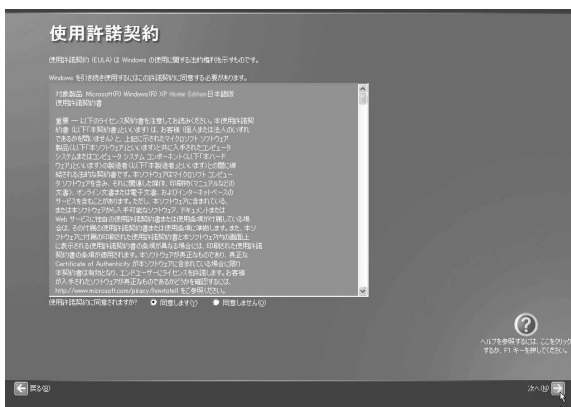 使用許諾契約
使用許諾契約 (EULA) は Windows の使用に関する法的権利を示すものです。
Windows を引き続き使用するにはこの許諾契約に同意する必要があります。
対象製品: Microsoft(R) Windows(R) XP Home Edition 日本語版
使用許諾契約書
重要 — 以下のライセンス契約書を注意してお読みください。本使用許諾契
約書 (以下「本契約書」といいます) は、お客様 (個人または法人のいずれ
であるかを問いません) と、上記に示されたマイクロソフト ソフトウェア
製品(以下「本ソフトウェア」といいます)と共に入手されたコンピュータ
システムまたはコンピュータ システム コンポーネント(以下「本ハード
ウェア」といいます)の製造者(以下「本製造者」といいます)との間に締
結される法的な契約書です。本ソフトウェアはマイクロソフト コンピュー
タ ソフトウェアを含み、それに関連した媒体、印刷物(マニュアルなどの
文書)、オンライン文書または電子文書、およびインターネットベースの
サービスを含むことがあります。ただし、本ソフトウェアに含まれている、
または本ソフトウェアから入手可能なソフトウェア、ドキュメントまたは
Web サービスに独自の使用許諾契約書または使用条項が付属している場
合は、その付属の使用許諾契約書または使用条項に準拠します。また、本ソ
フトウェアに付属の印刷された使用許諾契約書と本ソフトウェア内の画面上
に表示される使用許諾契約書の条項が異なる場合には、印刷された使用許諾
契約書の条項が適用されます。本ソフトウェアが真正なものであり、真正な
Certificate of Authenticity が本ソフトウェアに含まれている場合に限り
本契約書は有効となり、エンドユーザーにライセンスを許諾します。お客様
が入手されたソフトウェアが真正なものであるかどうかを確認するには、
http://www.microsoft.com/piracy/howtotell をご参照ください。
使用許諾契約に同意されますか?
同意します(Y)
同意しません(O)
ヘルプを参照するには、ここをクリック
するか、F1 キーを押してください。
戻る(B)
次へ(N)